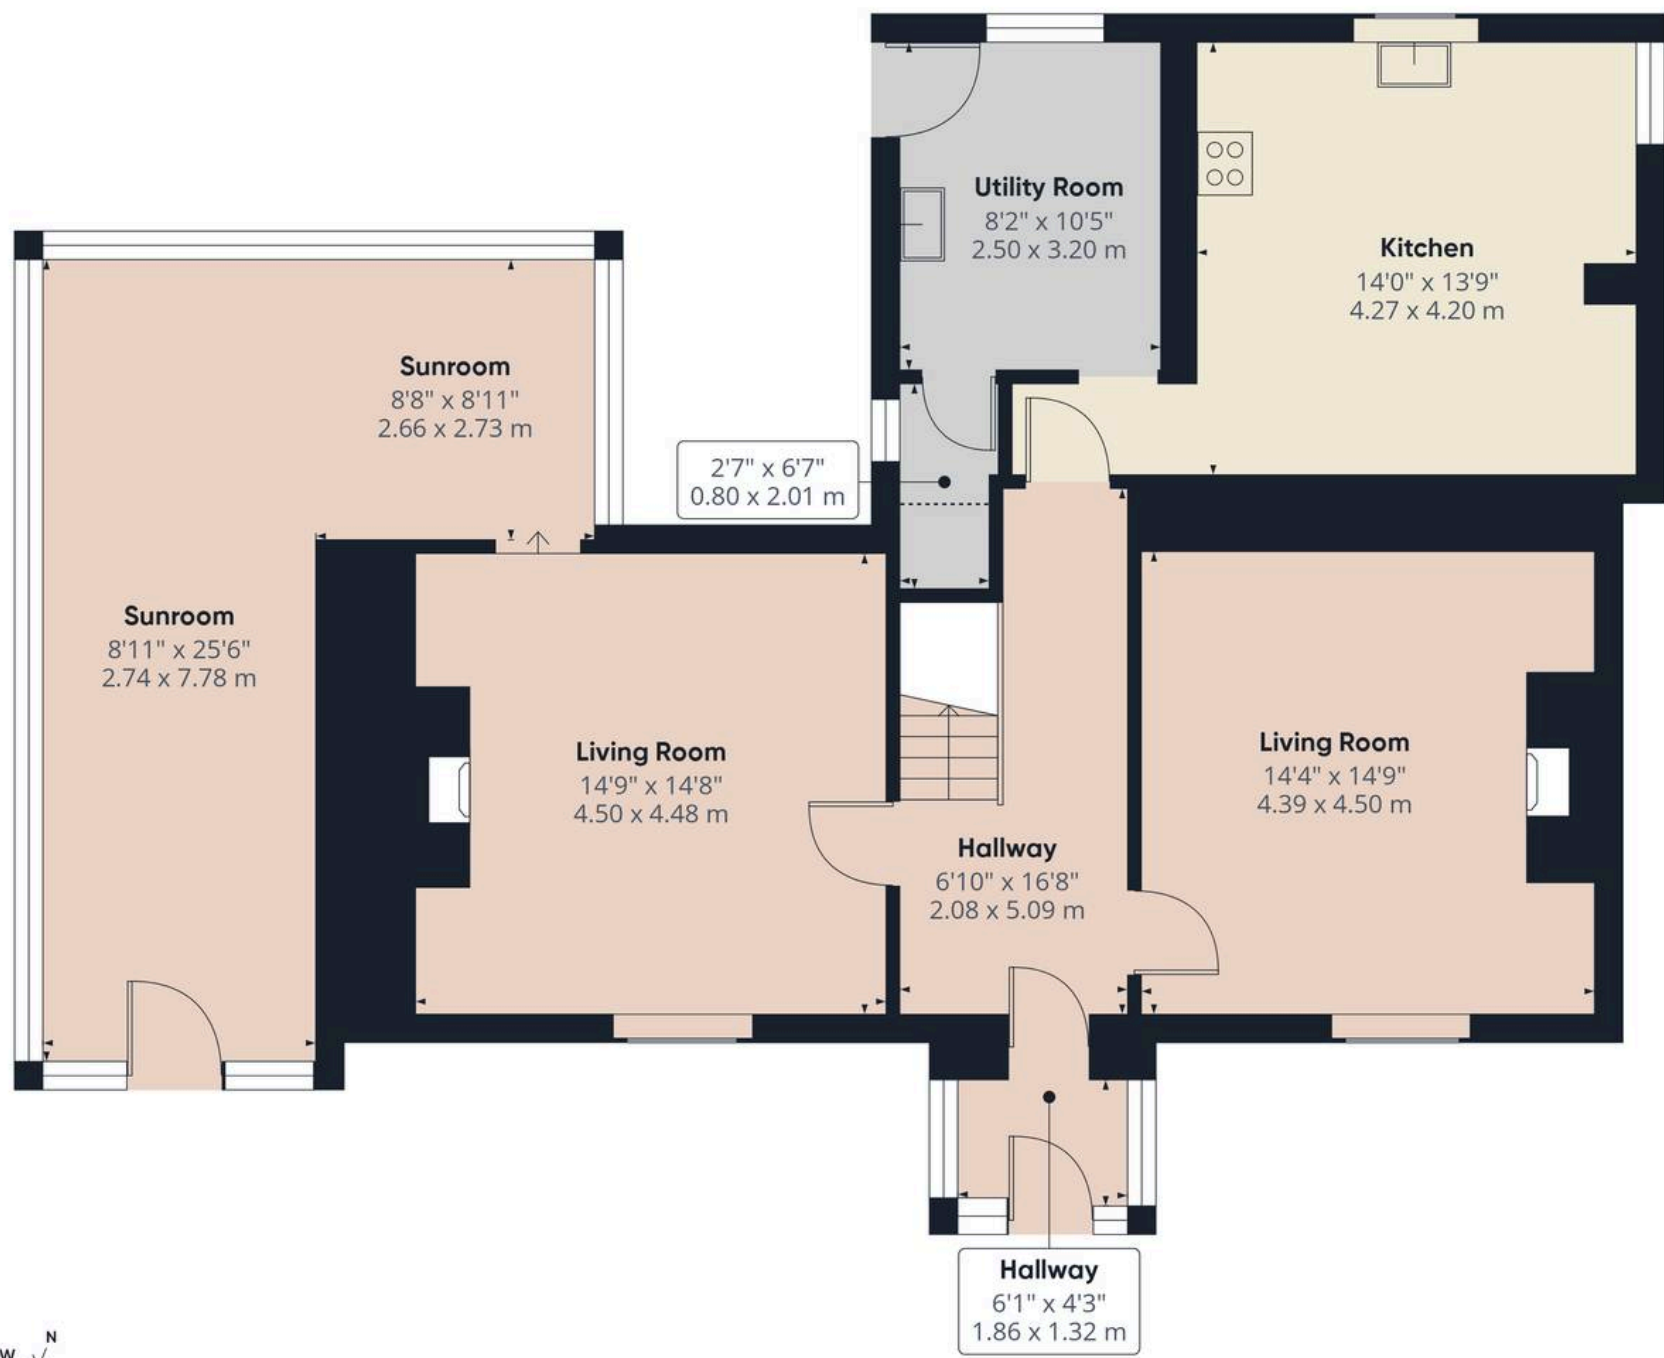 Utility Room
8'2" x 10'5"
2.50 x 3.20 m
Kitchen
14'0" x 13'9"
4.27 x 4.20 m
Sunroom
8'8" x 8'11"
2.66 x 2.73 m
2'7" x 6'7"
0.80 x 2.01 m
Sunroom
8'11" x 25'6"
2.74 x 7.78 m
Living Room
14'9" x 14'8"
4.50 x 4.48 m
Living Room
14'4" x 14'9"
4.39 x 4.50 m
Hallway
6'10" x 16'8"
2.08 x 5.09 m
Hallway
6'1" x 4'3"
1.86 x 1.32 m
N
W